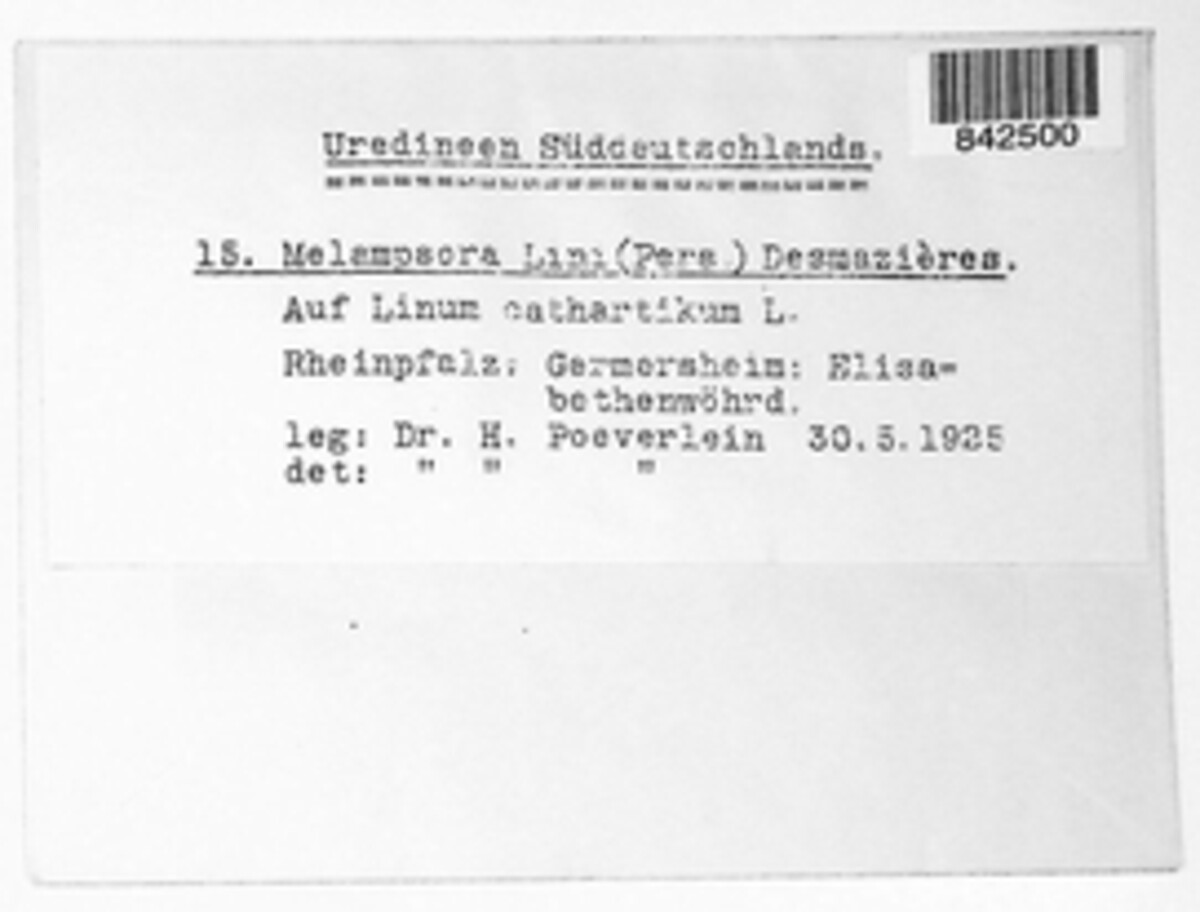 842500
Uredineen Süddeutschlands.
15. Melampsora Lini (Pers.) Desmazières.
Auf Linum cathartikum L.
Rheinpfalz: Germersheim: Elisa-
bethenwöhrd.
leg: Dr. H. Poeverlein 30.5.1925
det: " " "